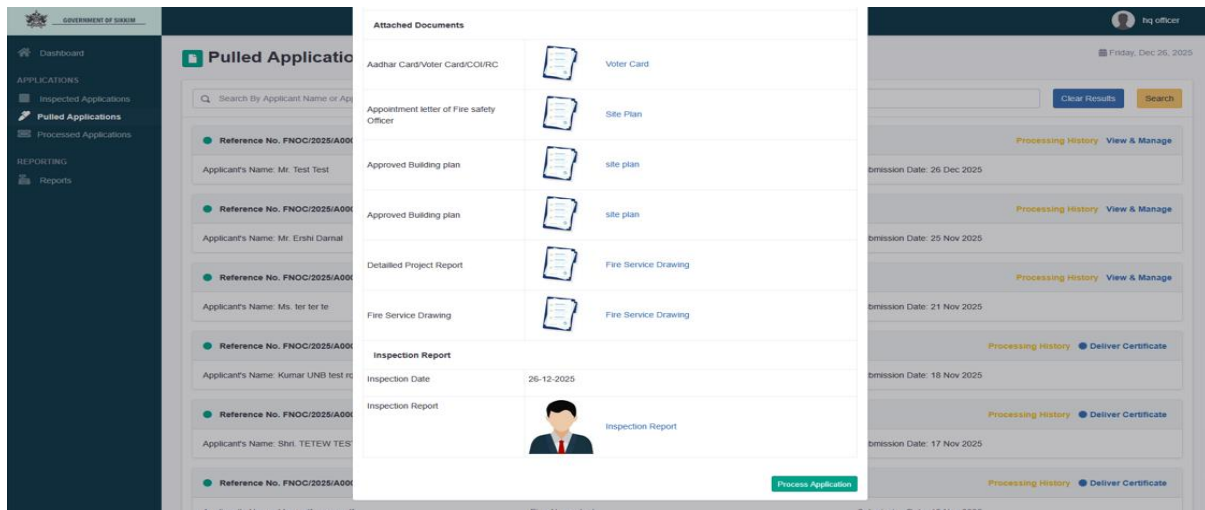 GOVERNMENT OF SIKKIM
hq officer
Dashboard
APPLICATIONS
Inspected Applications
Pulled Applications
Processed Applications
REPORTING
Reports
Pulled Applicatio
Friday, Dec 26, 2025
Search By Applicant Name or Ap
Clear Results
Search
Reference No. FNOC/2025/A00
Processing History View & Manage
Applicant's Name: Mr. Test Test
bmission Date: 26 Dec 2025
Reference No. FNOC/2025/A00
Processing History View & Manage
Applicant's Name: Mr. Ershi Darnal
bmission Date: 25 Nov 2025
Reference No. FNOC/2025/A00
Processing History View & Manage
Applicant's Name: Ms. ter ter te
bmission Date: 21 Nov 2025
Reference No. FNOC/2025/A00
Processing History Deliver Certificate
Applicant's Name: Kumar UNB test ro
bmission Date: 18 Nov 2025
Reference No. FNOC/2025/A00
Processing History Deliver Certificate
Applicant's Name: Shri. TETEW TES
bmission Date: 17 Nov 2025
Reference No. FNOC/2025/A00
Processing History Deliver Certificate
Attached Documents
Aadhar Card/Voter Card/COI/RC
Voter Card
Appointment letter of Fire safety
Officer
Site Plan
Approved Building plan
site plan
Approved Building plan
site plan
Detailled Project Report
Fire Service Drawing
Fire Service Drawing
Fire Service Drawing
Inspection Report
Inspection Date
26-12-2025
Inspection Report
Inspection Report
Process Application